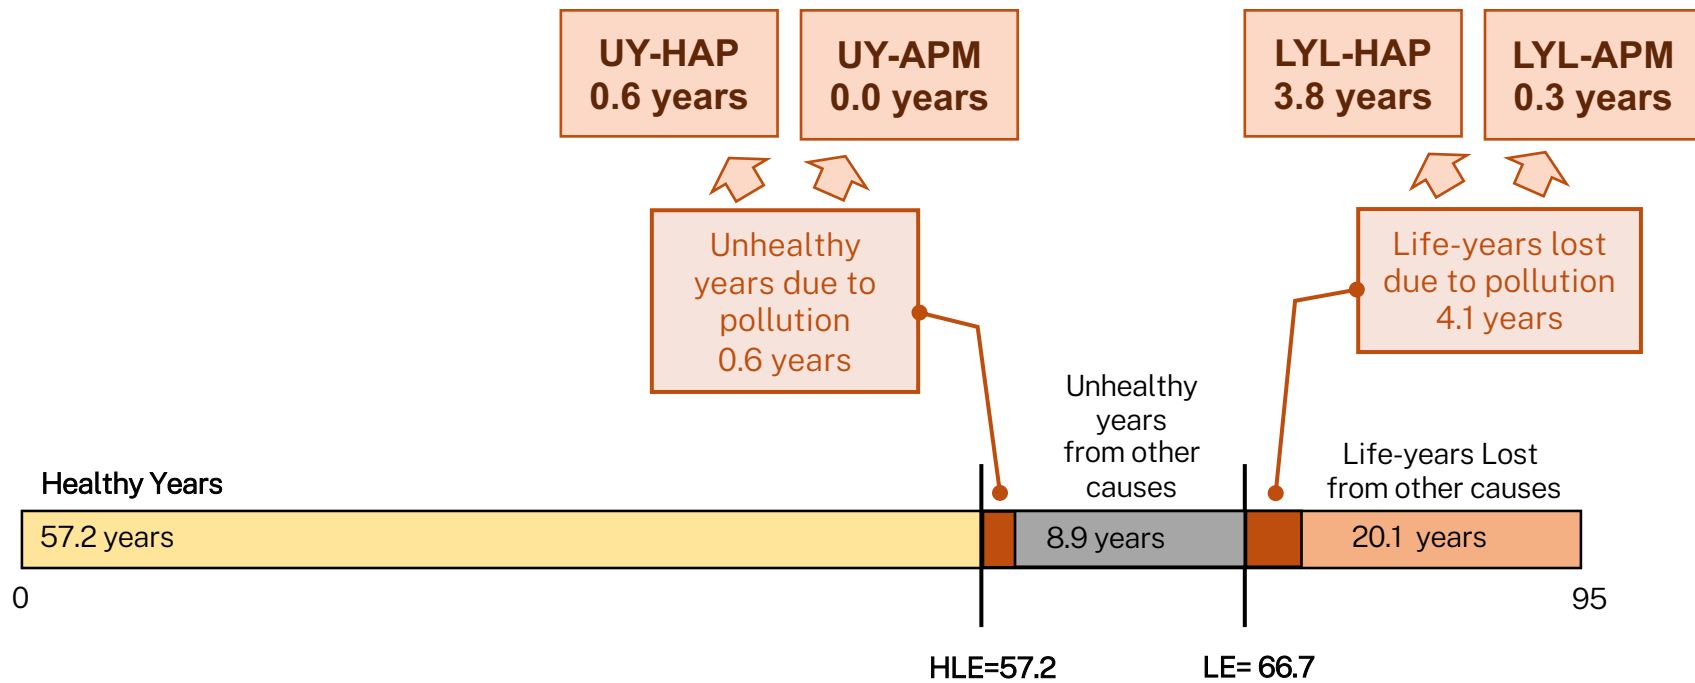 UY-HAP
0.6 years
UY-APM
0.0 years
LYL-HAP
3.8 years
LYL-APM
0.3 years
Unhealthy
years due to
pollution
0.6 years
Life-years lost
due to pollution
4.1 years
Unhealthy
years
from other
causes
Life-years Lost
from other causes
Healthy Years
57.2 years
8.9 years
20.1 years
0
95
HLE=57.2
LE= 66.7